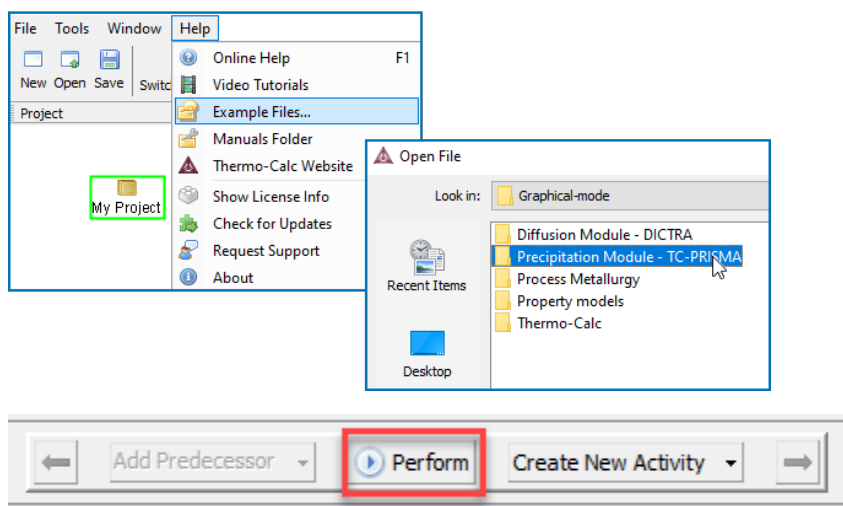 File Tools Window Help
New Open Save Switc
Project
My Project
Online Help F1
Video Tutorials
Example Files...
Manuals Folder
Thermo-Calc Website
Show License Info
Check for Updates
Request Support
About
Open File
Look in: Graphical-mode
Recent Items
Desktop
Diffusion Module - DICTRA
Precipitation Module - TC-PRISMA
Process Metallurgy
Property models
Thermo-Calc
Add Predecessor Perform Create New Activity